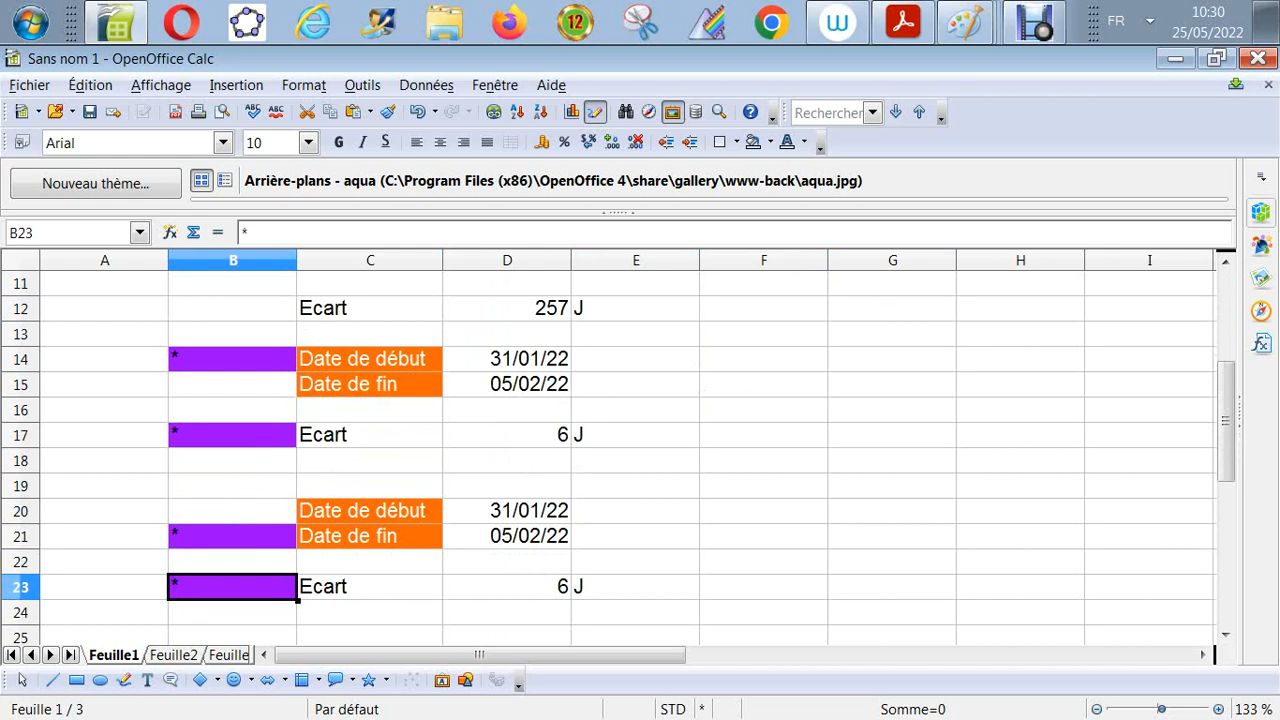 12
FR
10:30
25/05/2022
Sans nom 1 - OpenOffice Calc
Fichier Édition Affichage Insertion Format Outils Données Fenêtre Aide
Rechercher
Arial 10
Nouveau thème...
Arrière-plans - aqua (C:\Program Files (x86)\OpenOffice 4\share\gallery\www-back\aqua.jpg)
B23 *
A B C D E F G H I
11
12 Ecart 257 J
13
14 * Date de début 31/01/22
15 Date de fin 05/02/22
16
17 * Ecart 6 J
18
19
20 Date de début 31/01/22
21 * Date de fin 05/02/22
22
23 * Ecart 6 J
24
25
Feuille1 Feuille2 Feuille
Feuille 1 / 3 Par défaut STD * Somme=0 133 %